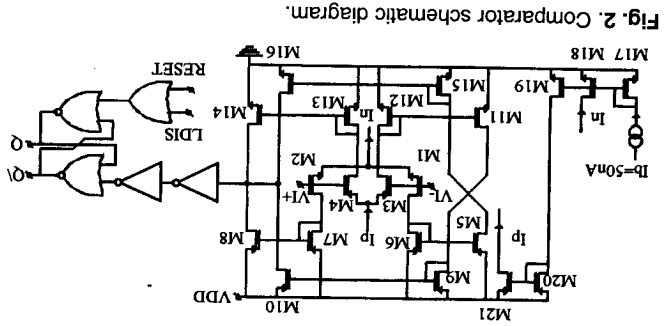 M21
M10
VDD
M20
M9
Ip
M6
Ip
M7
M8
M5
M3
M4
VI-
VI+
Q\
Ib=50nA
M1
M2
Q
In
M11
In
M14
LDIS
M12
M13
M19
M15
RESET
M17
M18
M16
Fig. 2. Comparator schematic diagram.